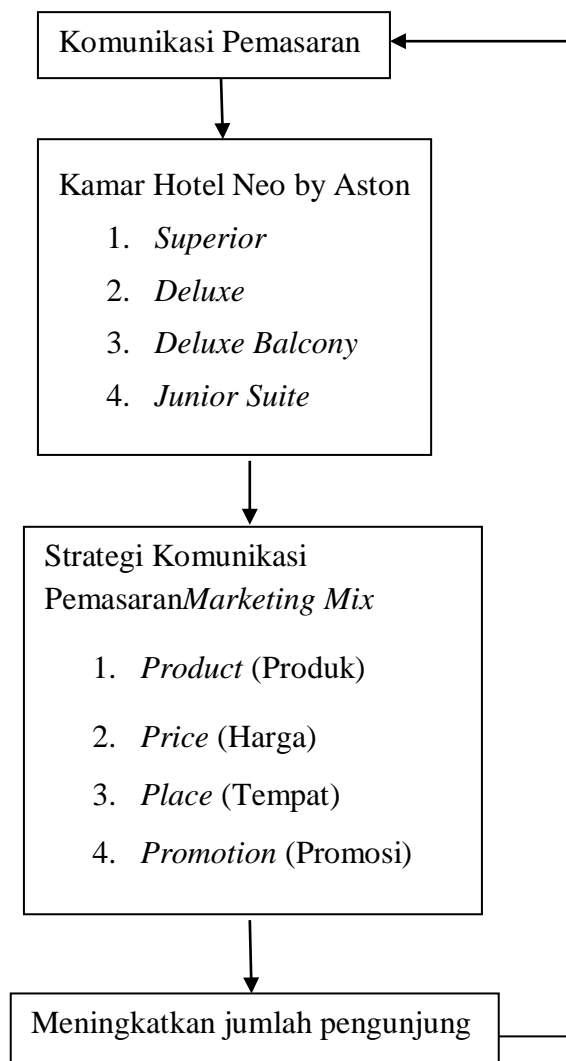 Komunikasi Pemasaran
Kamar Hotel Neo by Aston
1. Superior
2. Deluxe
3. Deluxe Balcony
4. Junior Suite
Strategi Komunikasi
PemasaranMarketing Mix
1. Product (Produk)
2. Price (Harga)
3. Place (Tempat)
4. Promotion (Promosi)
Meningkatkan jumlah pengunjung